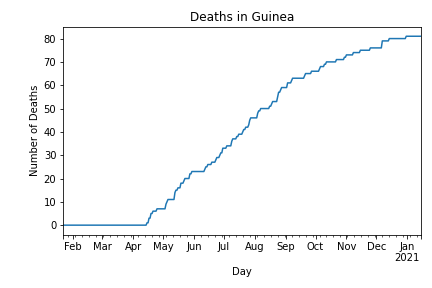 Deaths in Guinea
Number of Deaths
80
70
60
50
40
30
20
10
0
Feb Mar Apr May Jun Jul Aug Sep Oct Nov Dec Jan
2021
Day